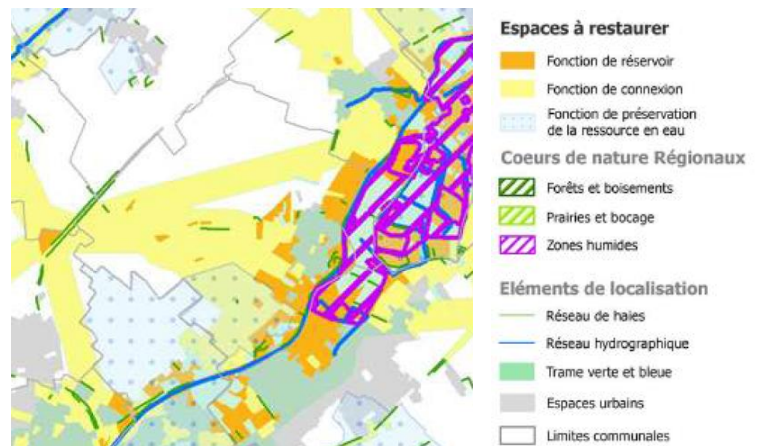 Espaces à restaurer
Fonction de réservoir
Fonction de connexion
Fonction de préservation
de la ressource en eau
Coeurs de nature Régionaux
Forêts et boisements
Prairies et bocage
Zones humides
Eléments de localisation
Réseau de haies
Réseau hydrographique
Trame verte et bleue
Espaces urbains
Limites communales